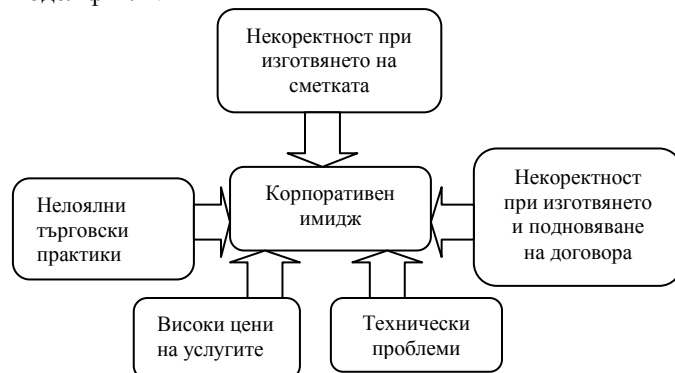 Некоректност при
изготвянето на
сметката
Корпоративен
имидж
Нелоялни
търговски
практики
Некоректност
при изготвянето
и подновяване
на договора
Високи цени
на услугите
Технически
проблеми